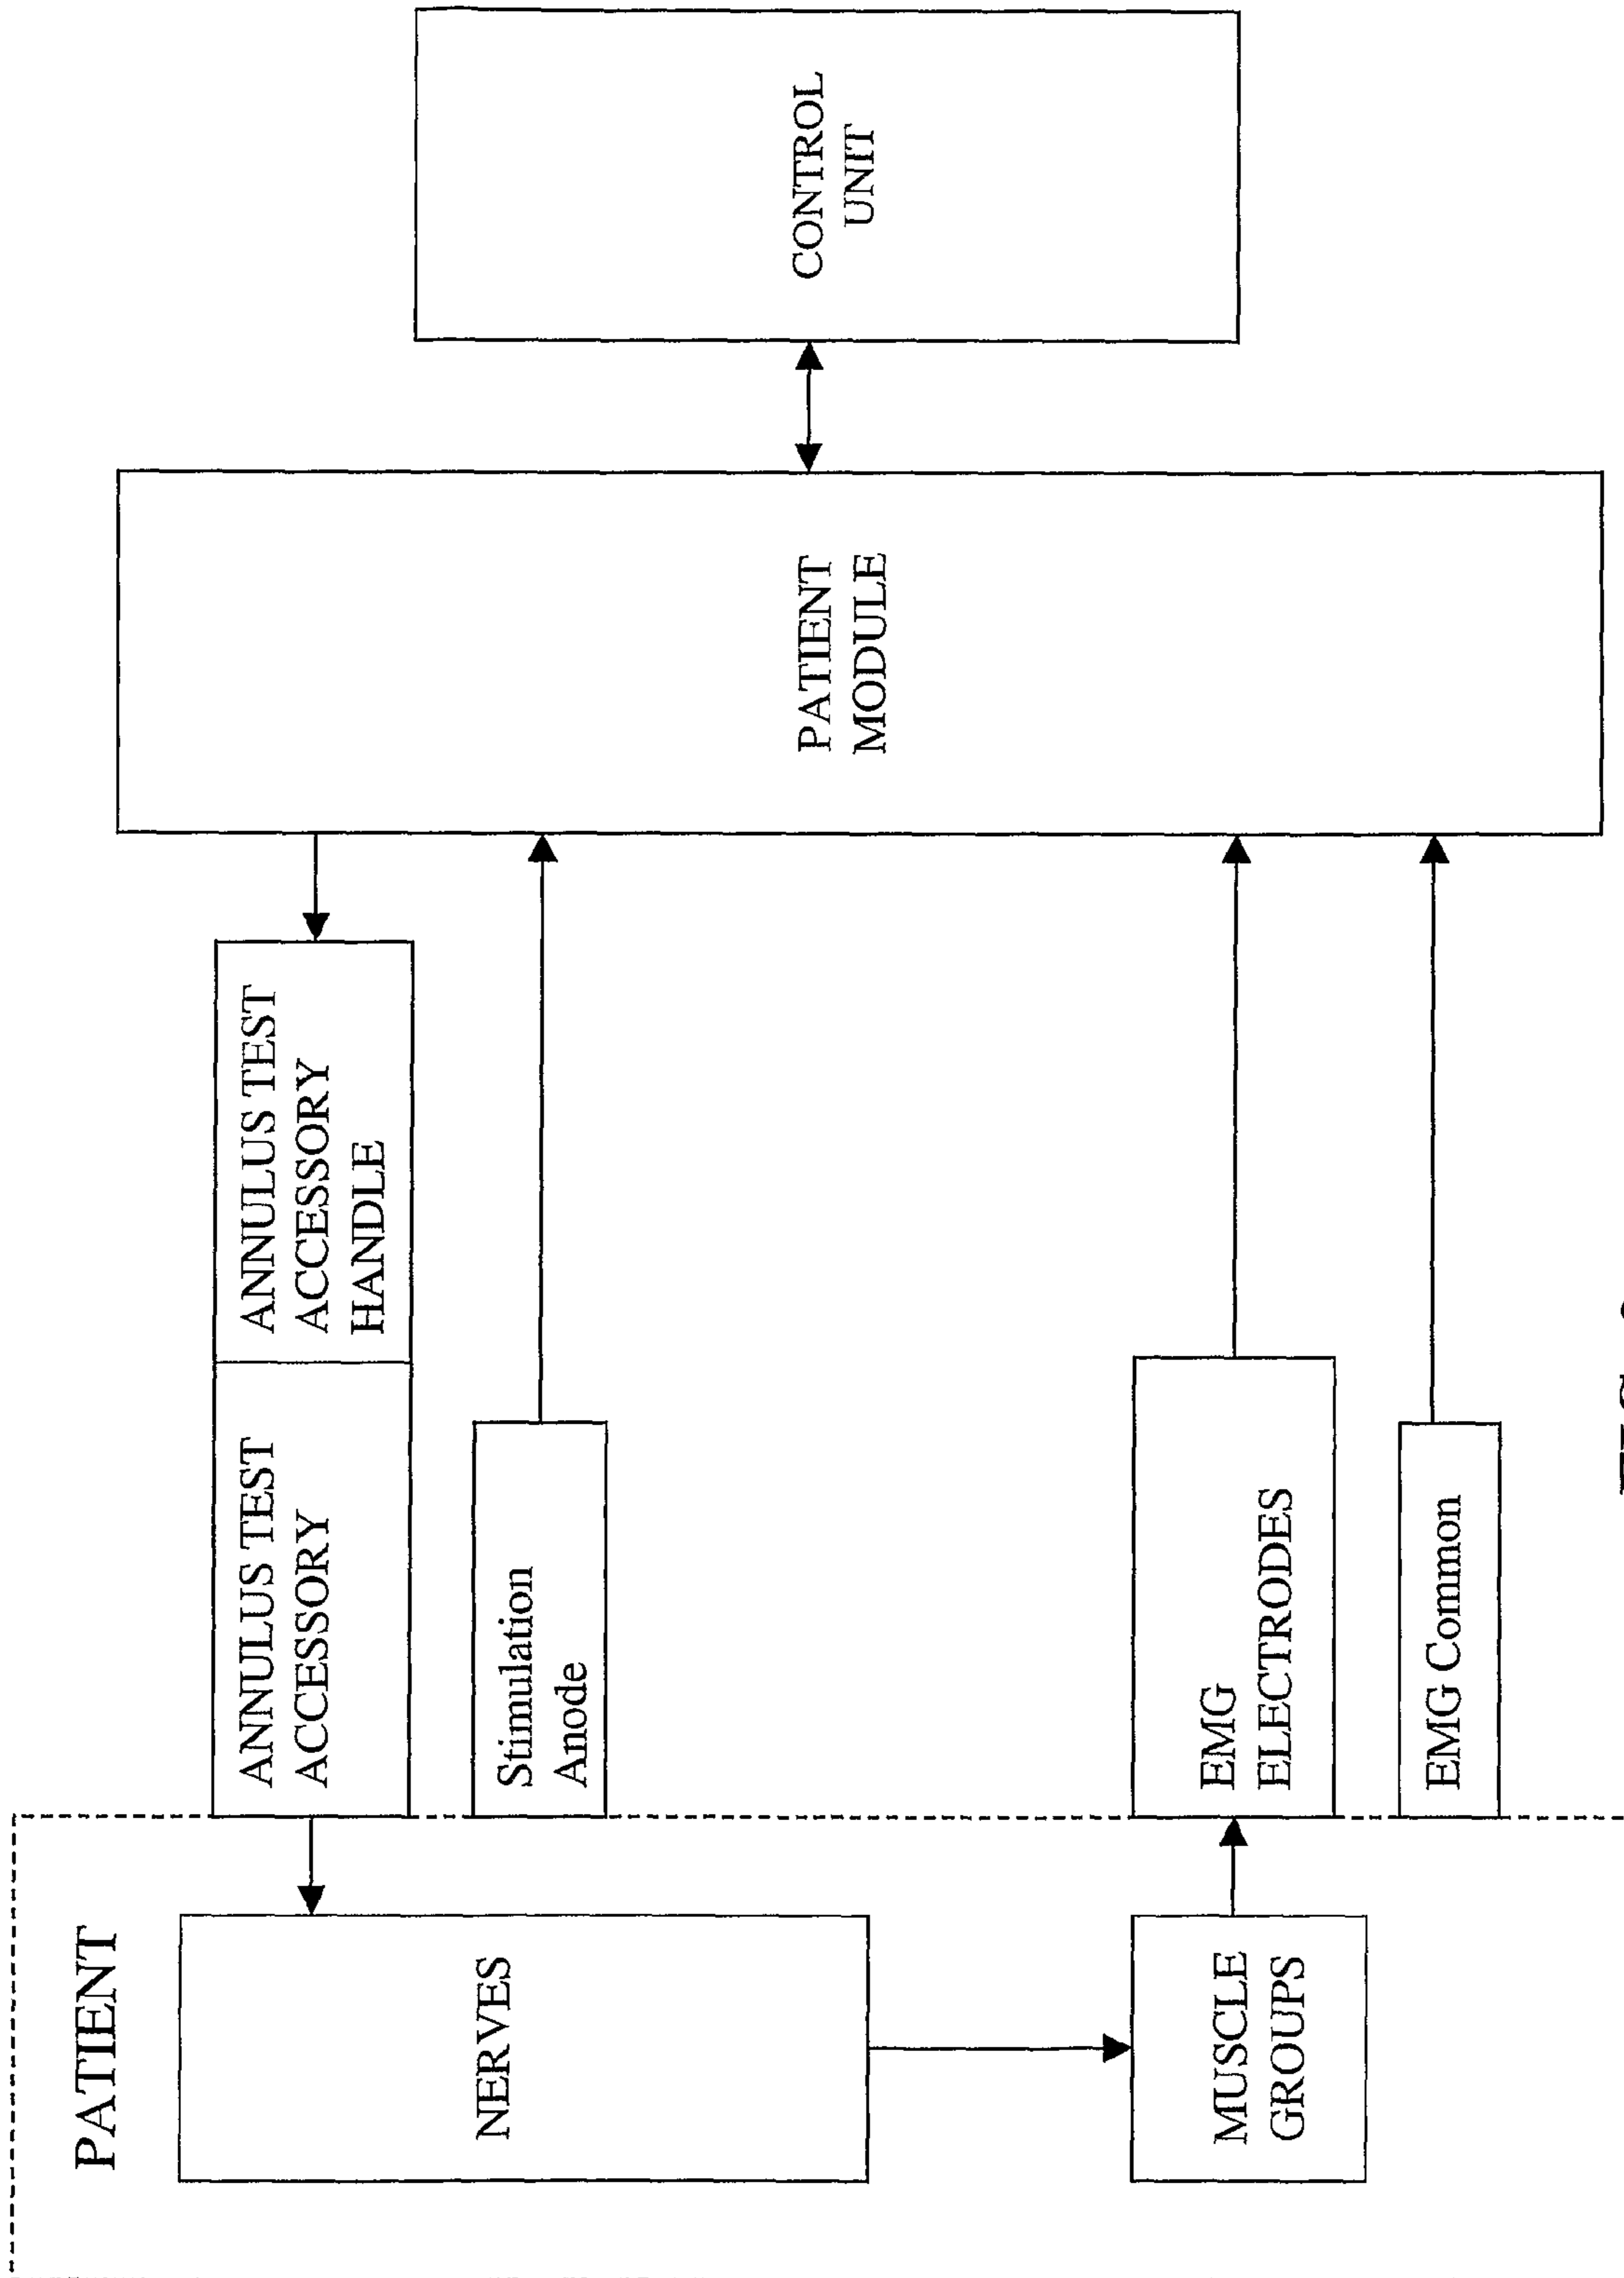 PATIENT
NERVES
MUSCLE
GROUPS
ANNULUS TEST
ACCESSORY
ANNULUS TEST
ACCESSORY
HANDLE
Stimulation
Anode
EMG
ELECTRODES
EMG Common
PATIENT
MODULE
CONTROL
UNIT